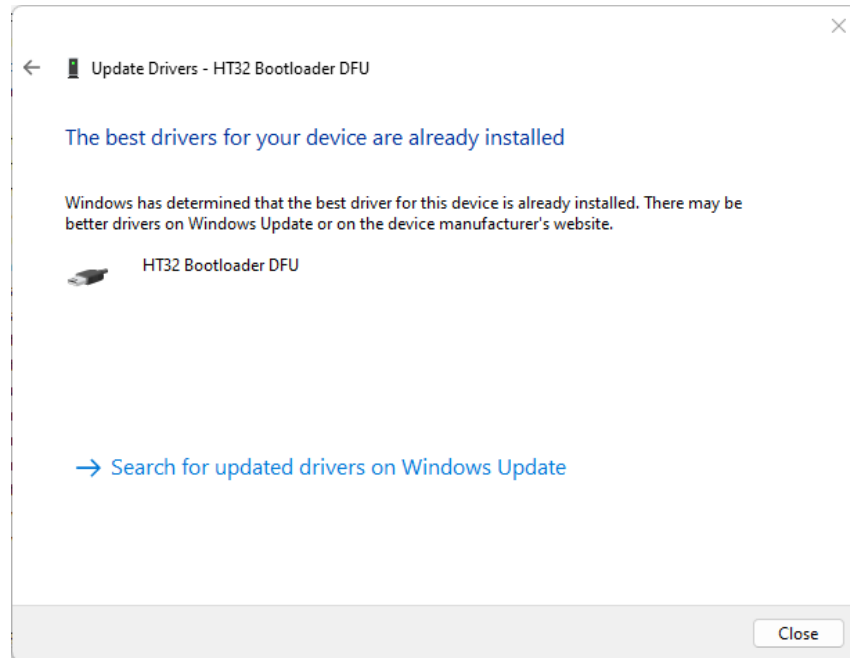 Update Drivers - HT32 Bootloader DFU
The best drivers for your device are already installed
Windows has determined that the best driver for this device is already installed. There may be
better drivers on Windows Update or on the device manufacturer's website.
HT32 Bootloader DFU
Search for updated drivers on Windows Update
Close